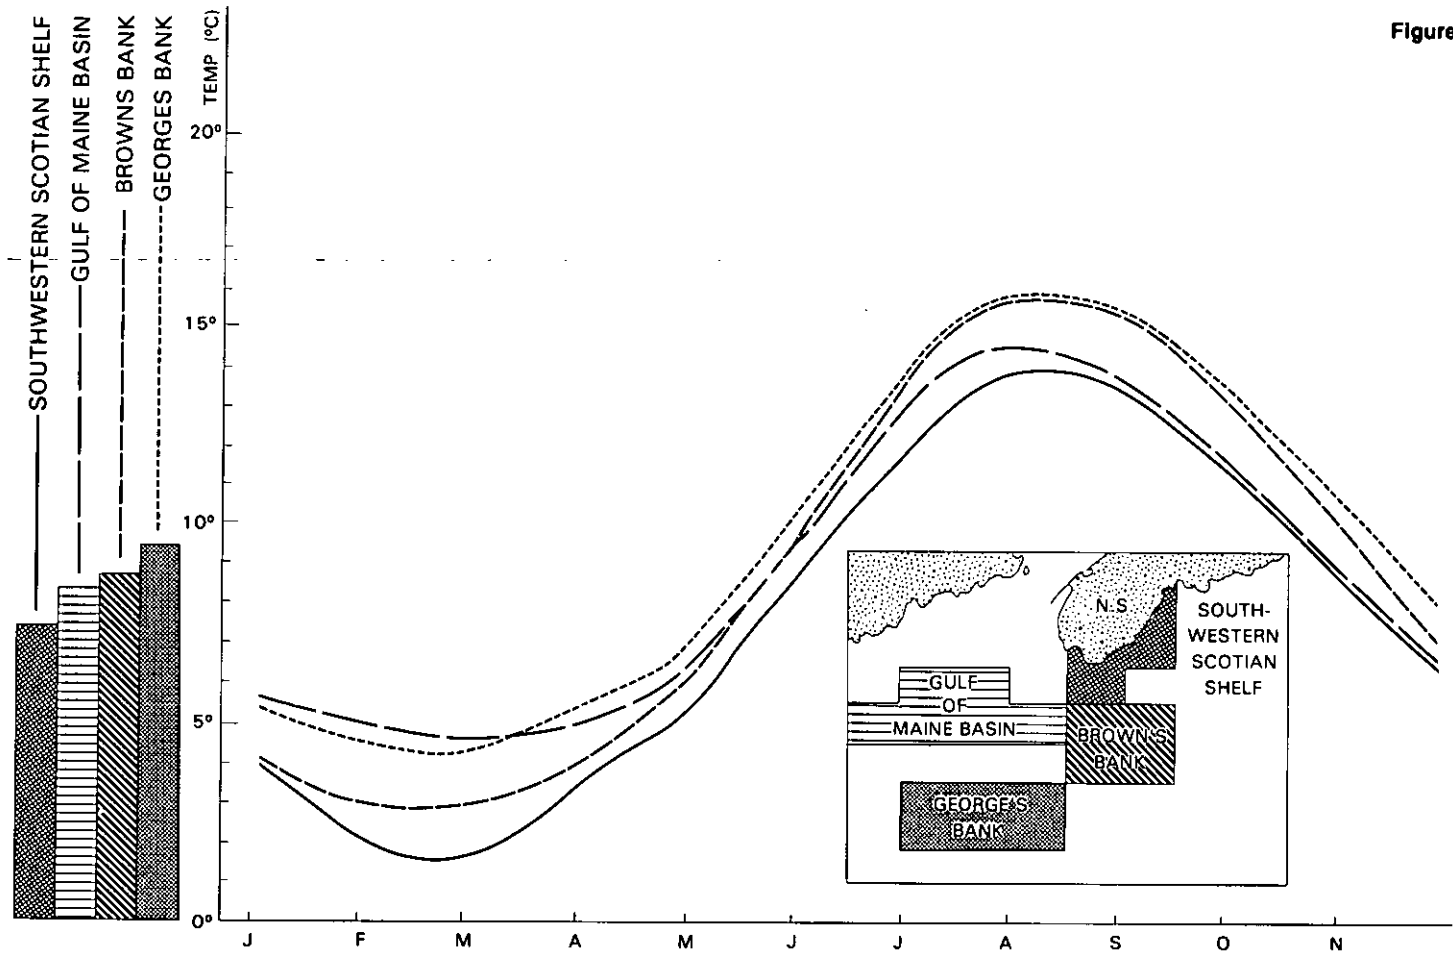 Figure
SOUTHWESTERN SCOTIAN SHELF
GULF OF MAINE BASIN
BROWNS BANK
GEORGES BANK
TEMP (°C)
20°
15°
10°
5°
0°
J F M A M J J A S O N
N.S
SOUTH-
WESTERN
SCOTIAN
SHELF
GULF
OF
MAINE BASIN
BROWN'S
BANK
GEORGE'S
BANK